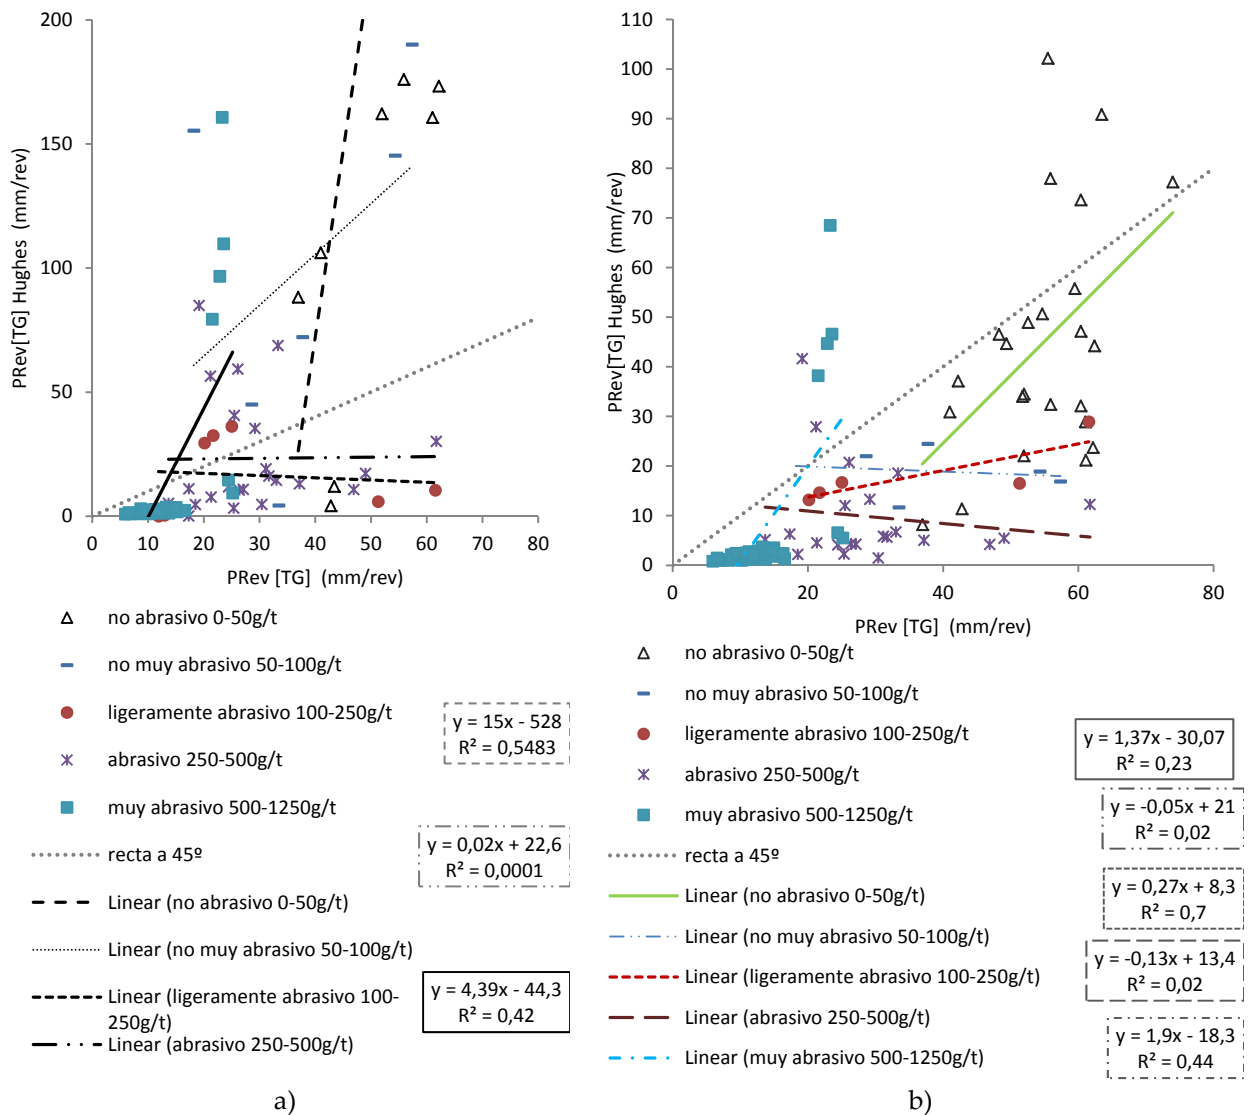 200
150
100
50
0
PRev[TG] Hughes (mm/rev)
0 10 20 30 40 50 60 70 80
PRev [TG] (mm/rev)
no abrasivo 0-50g/t
no muy abrasivo 50-100g/t
ligeramente abrasivo 100-250g/t
abrasivo 250-500g/t
muy abrasivo 500-1250g/t
recta a 45º
Linear (no abrasivo 0-50g/t)
Linear (no muy abrasivo 50-100g/t)
Linear (ligeramente abrasivo 100-
250g/t)
Linear (abrasivo 250-500g/t)
y = 15x - 528
R² = 0,5483
y = 0,02x + 22,6
R² = 0,0001
y = 4,39x - 44,3
R² = 0,42
a)
110
100
90
80
70
60
50
40
30
20
10
0
PRev[TG] Hughes (mm/rev)
0 20 40 60 80
PRev [TG] (mm/rev)
no abrasivo 0-50g/t
no muy abrasivo 50-100g/t
ligeramente abrasivo 100-250g/t
abrasivo 250-500g/t
muy abrasivo 500-1250g/t
recta a 45º
Linear (no abrasivo 0-50g/t)
Linear (no muy abrasivo 50-100g/t)
Linear (ligeramente abrasivo 100-250g/t)
Linear (abrasivo 250-500g/t)
Linear (muy abrasivo 500-1250g/t)
y = 1,37x - 30,07
R² = 0,23
y = -0,05x + 21
R² = 0,02
y = 0,27x + 8,3
R² = 0,7
y = -0,13x + 13,4
R² = 0,02
y = 1,9x - 18,3
R² = 0,44
b)